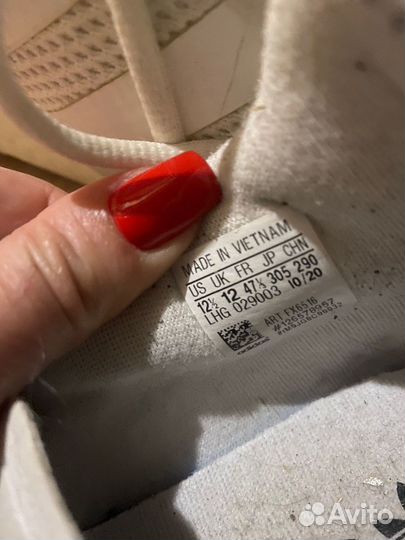 MADE IN VIETNAM
US UK FR JP CHN
12½ 12 47⅓ 305 290
LHG 029003 10/20
ART FX6516
Avito